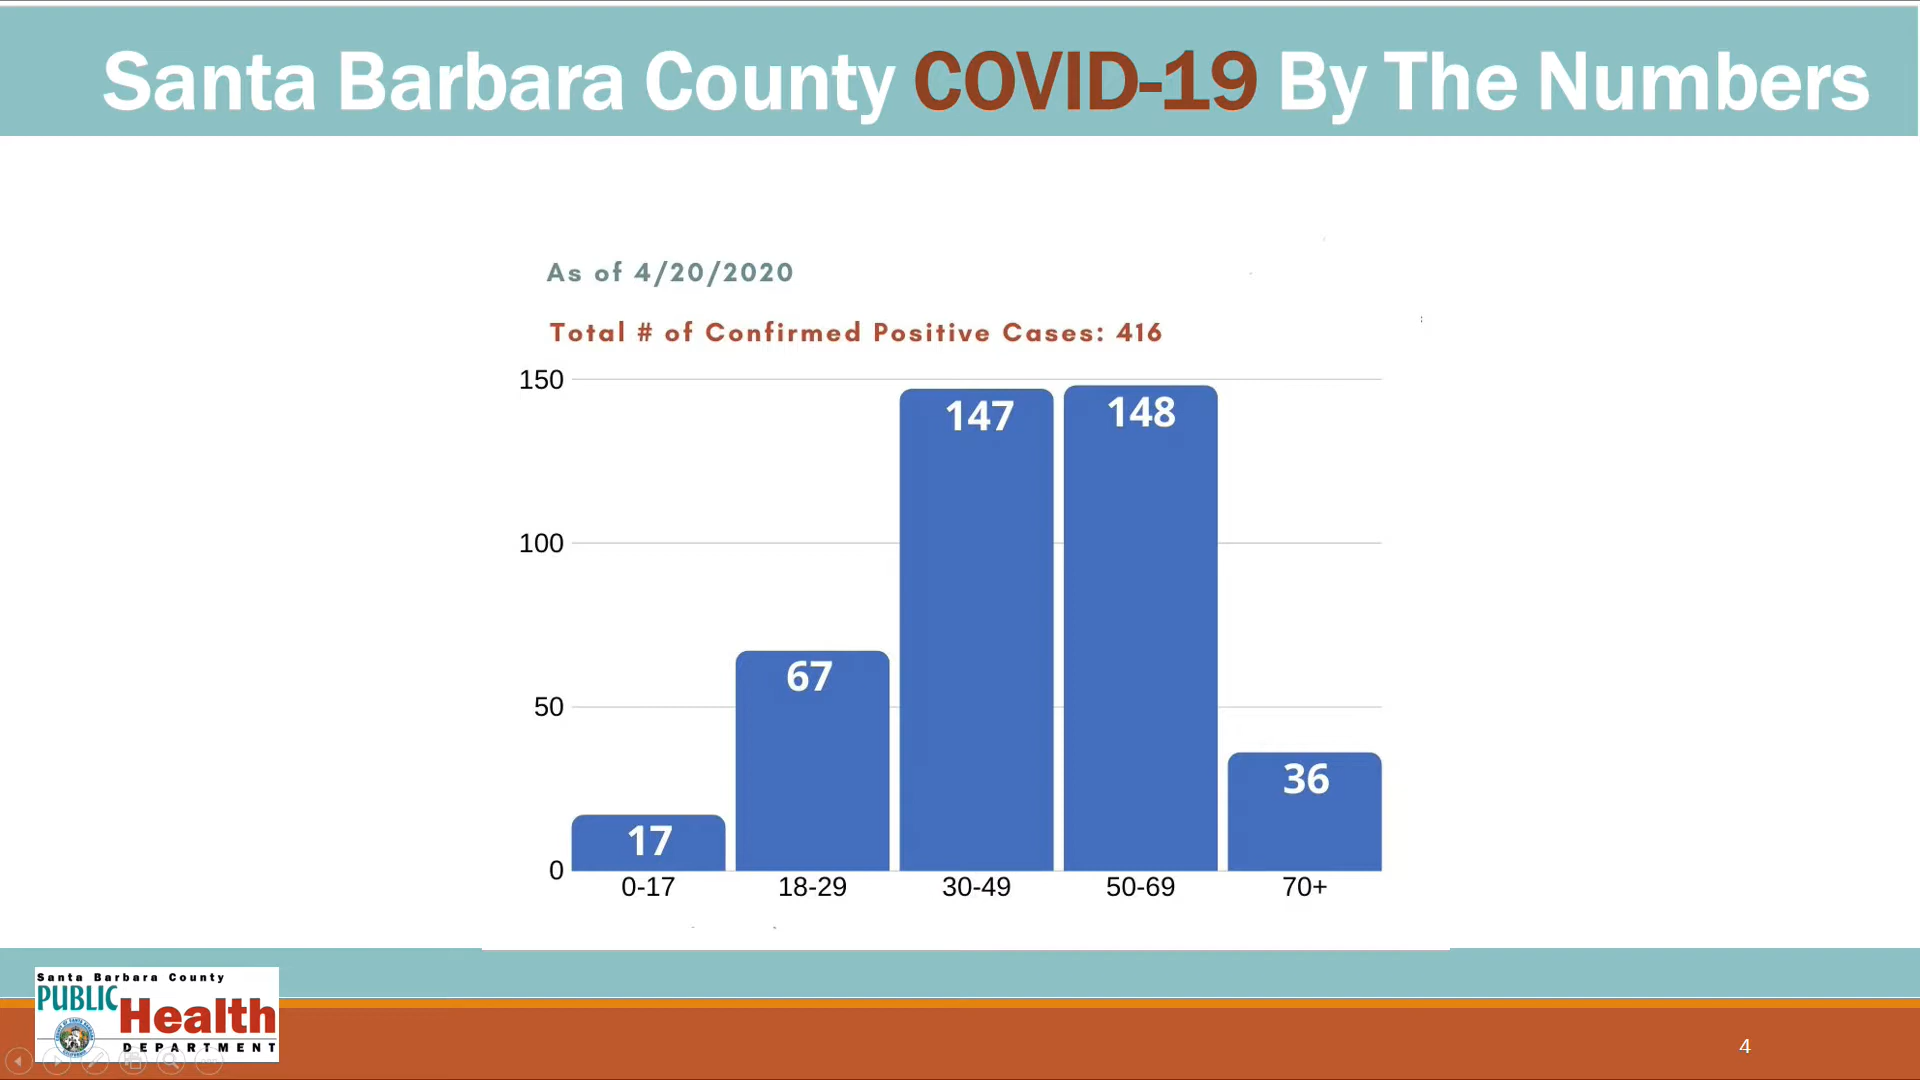 Santa Barbara County COVID-19 By The Numbers
As of 4/20/2020
Total # of Confirmed Positive Cases: 416
150
100
50
0
17
67
147
148
36
0-17
18-29
30-49
50-69
70+
Santa Barbara County
PUBLIC Health
DEPARTMENT
4